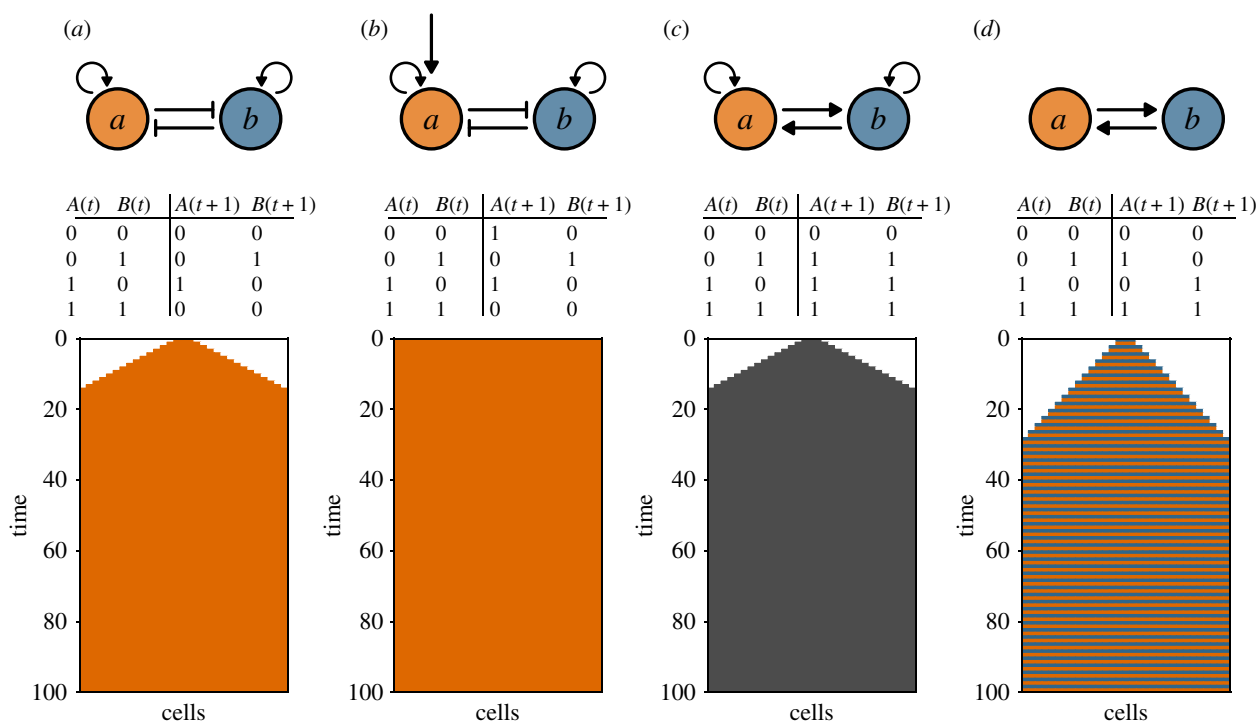 (a) (b) (c) (d)
a b a b a b a b
A(t) B(t) A(t + 1) B(t + 1) A(t) B(t) A(t + 1) B(t + 1) A(t) B(t) A(t + 1) B(t + 1) A(t) B(t) A(t + 1) B(t + 1)
0 0 0 0 0 0 1 0 0 0 0 0 0 0 0 0
0 1 0 1 0 1 0 1 0 1 1 1 0 1 1 0
1 0 1 0 1 0 1 0 1 0 1 1 1 0 0 1
1 1 0 0 1 1 0 0 1 1 1 1 1 1 1 1
0 0 0 0
20 20 20 20
40 40 40 40
time time time time
60 60 60 60
80 80 80 80
100 100 100 100
cells cells cells cells